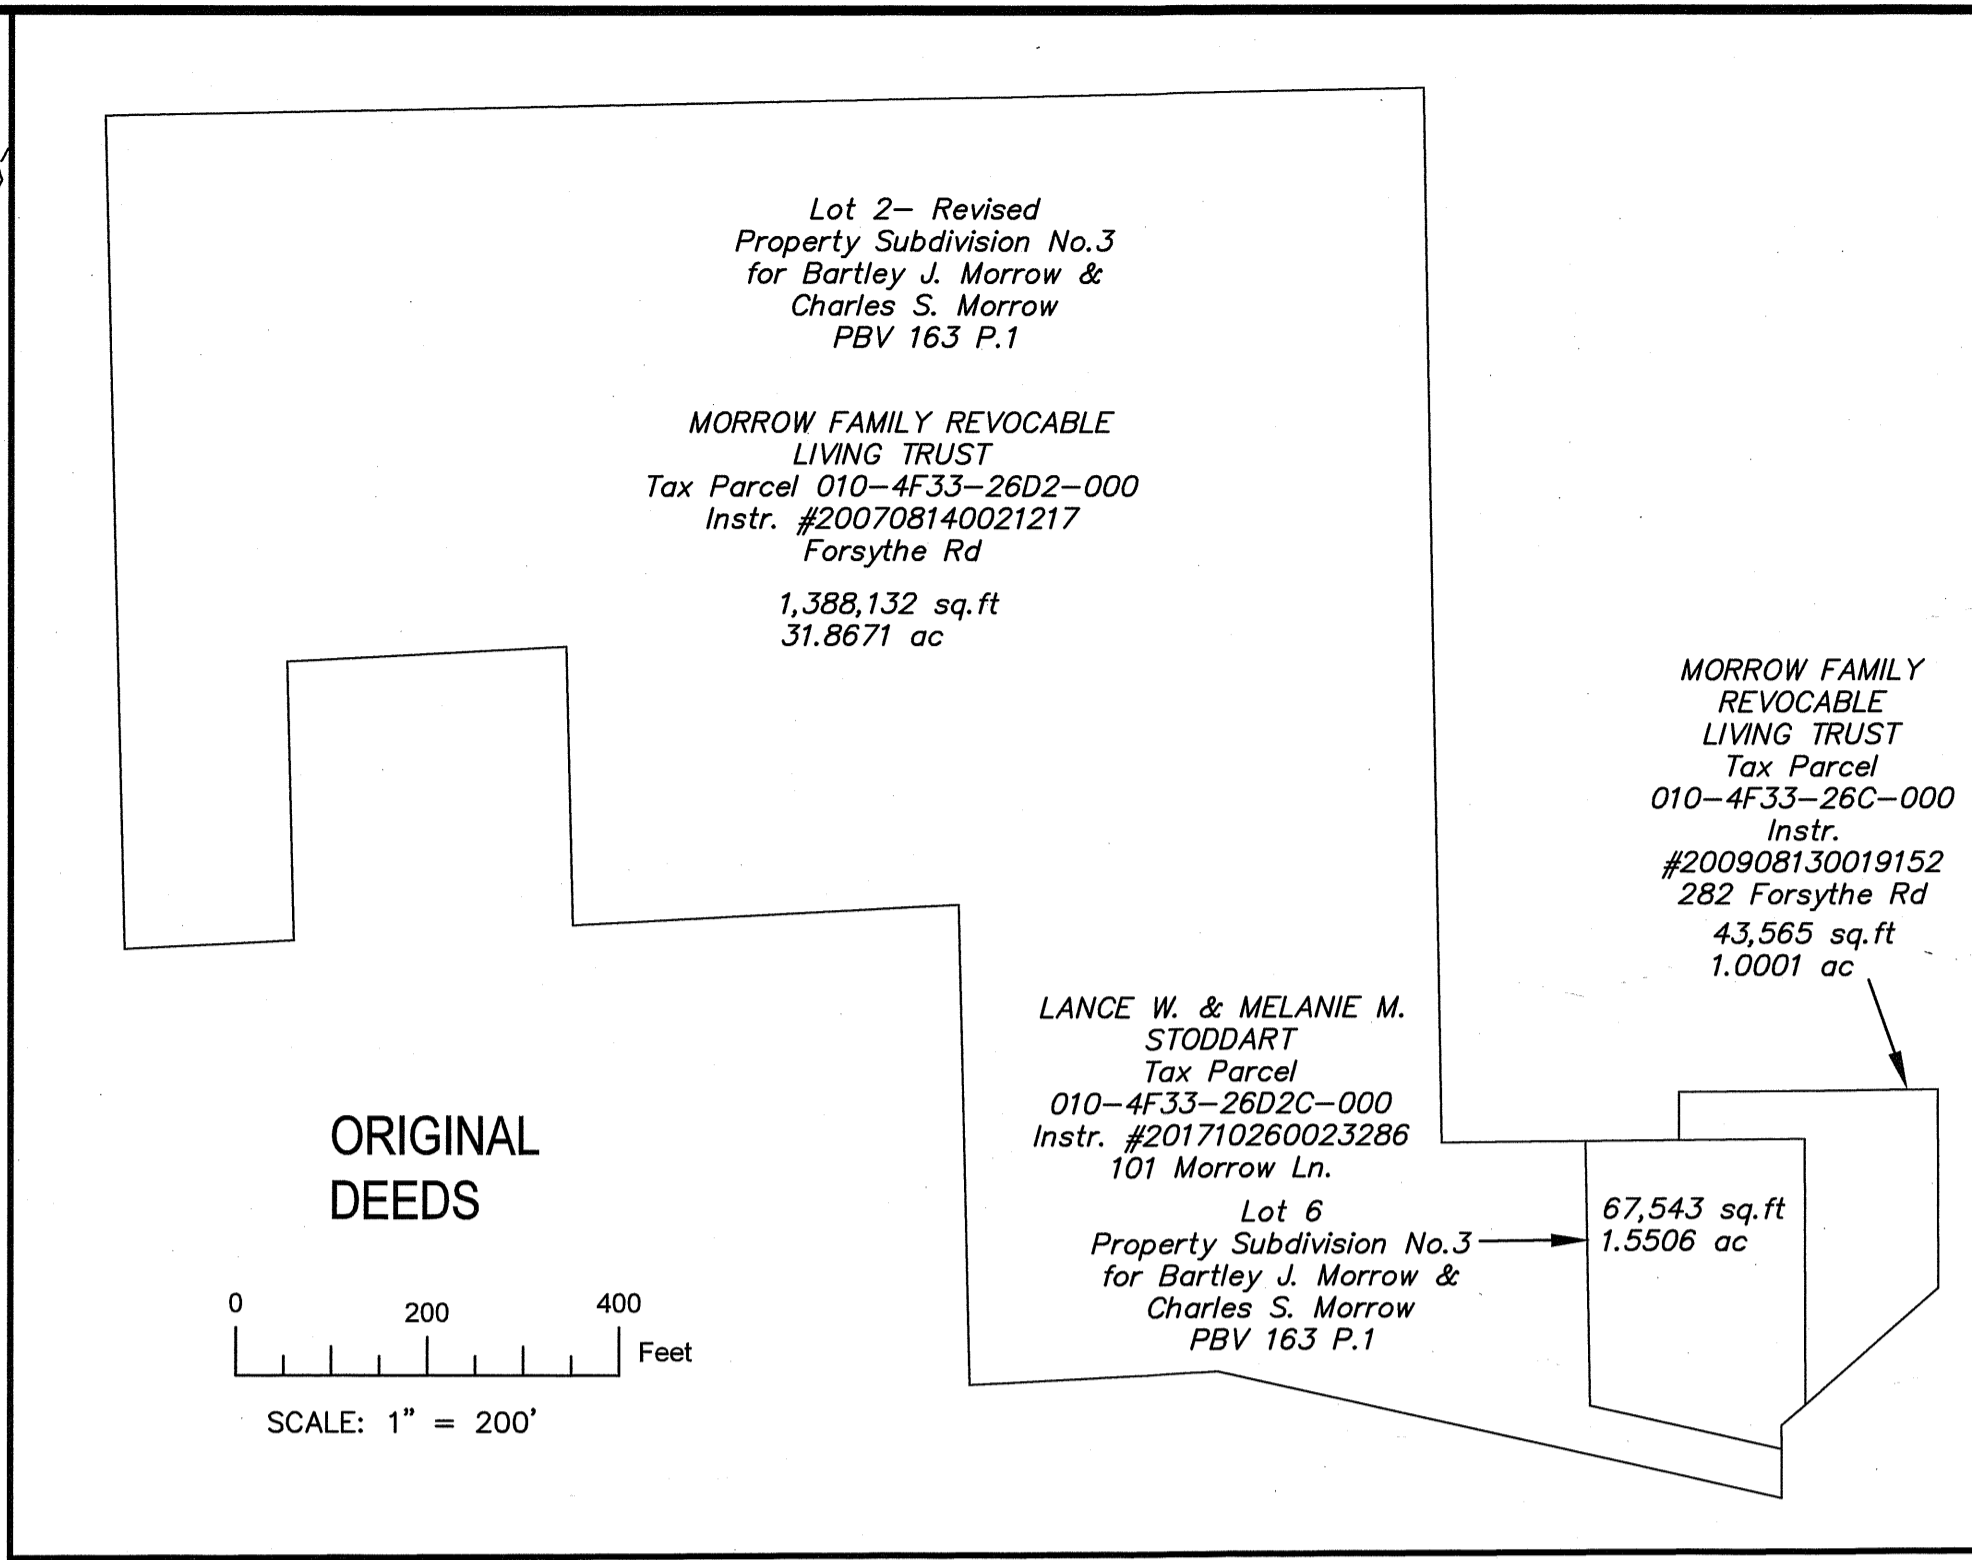 Lot 2– Revised
Property Subdivision No.3
for Bartley J. Morrow &
Charles S. Morrow
PBV 163 P.1
MORROW FAMILY REVOCABLE
LIVING TRUST
Tax Parcel 010–4F33–26D2–000
Instr. #200708140021217
Forsythe Rd
1,388,132 sq.ft
31.8671 ac
MORROW FAMILY
REVOCABLE
LIVING TRUST
Tax Parcel
010–4F33–26C–000
Instr.
#200908130019152
282 Forsythe Rd
43,565 sq.ft
1.0001 ac
LANCE W. & MELANIE M.
STODDART
Tax Parcel
010–4F33–26D2C–000
Instr. #201710260023286
101 Morrow Ln.
Lot 6
Property Subdivision No.3
for Bartley J. Morrow &
Charles S. Morrow
PBV 163 P.1
67,543 sq.ft
1.5506 ac
ORIGINAL
DEEDS
0 200 400
Feet
SCALE: 1" = 200'